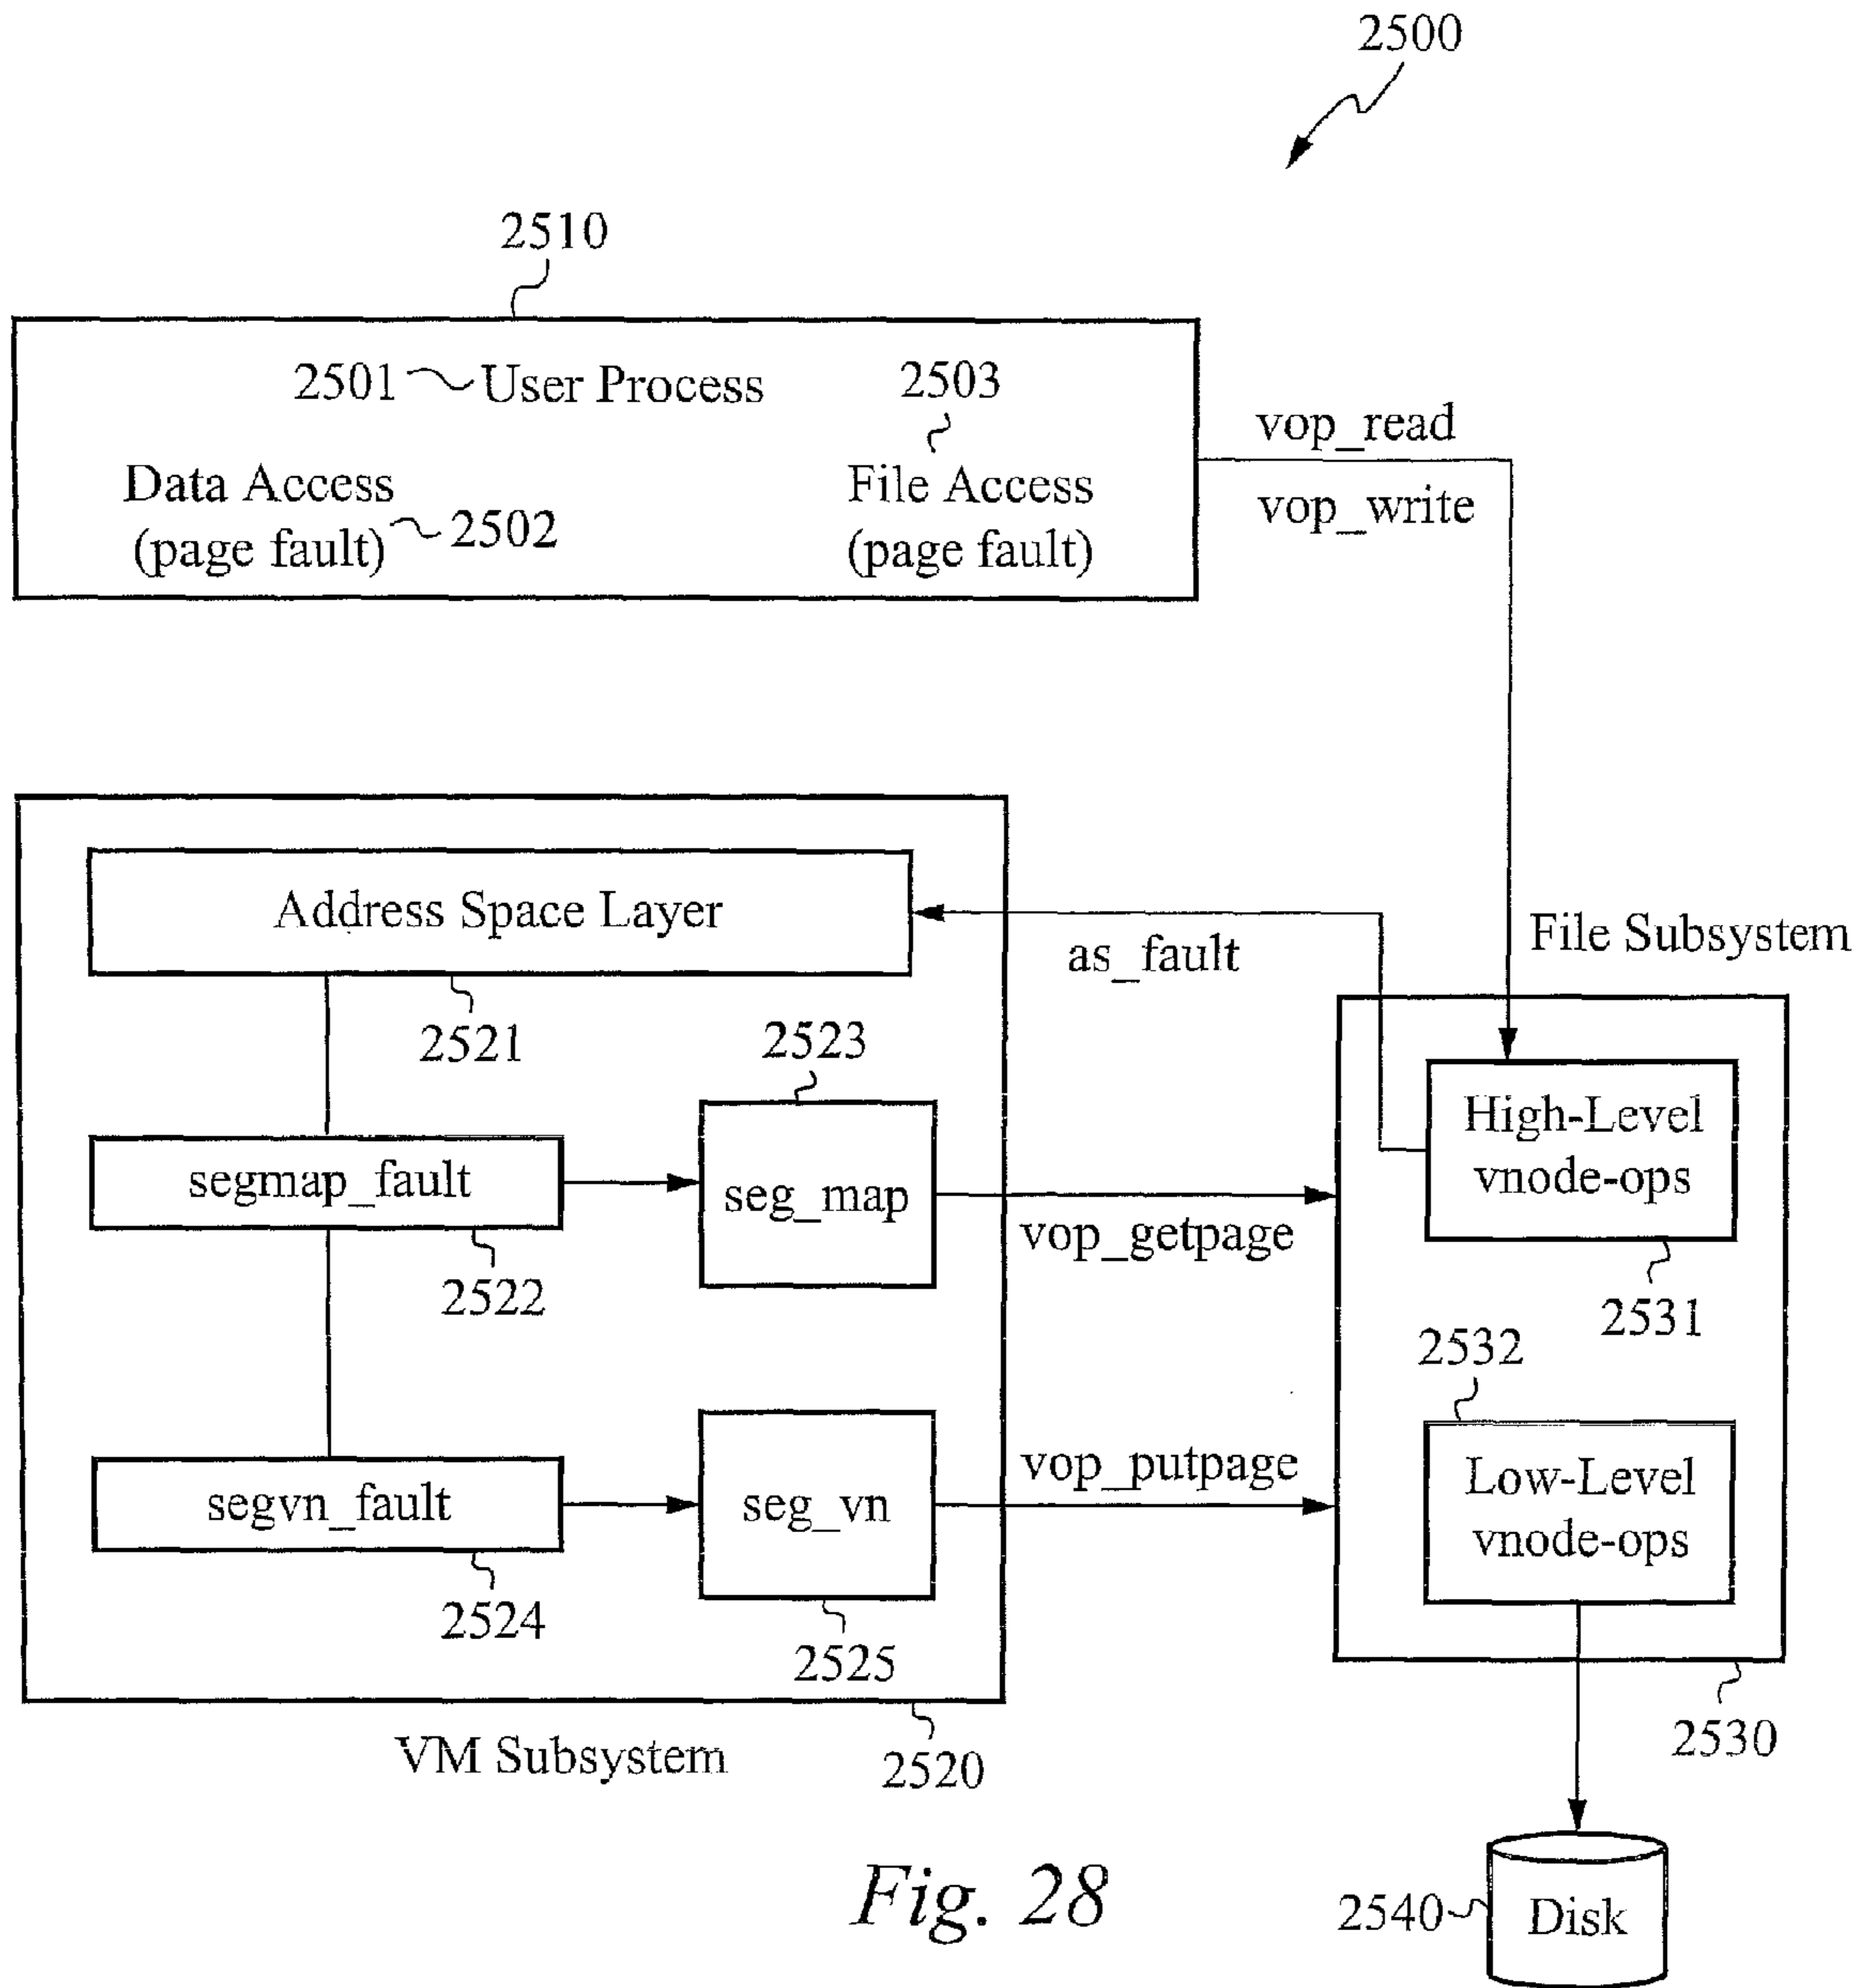 2500
2510
2501 User Process
2503
Data Access
(page fault) 2502
File Access
(page fault)
vop_read
vop_write
Address Space Layer
2521
as_fault
File Subsystem
segmap_fault
2522
2523
seg_map
vop_getpage
High-Level
vnode-ops
2531
segvn_fault
2524
seg_vn
2525
vop_putpage
2532
Low-Level
vnode-ops
2530
VM Subsystem
2520
2540
Disk
Fig. 28